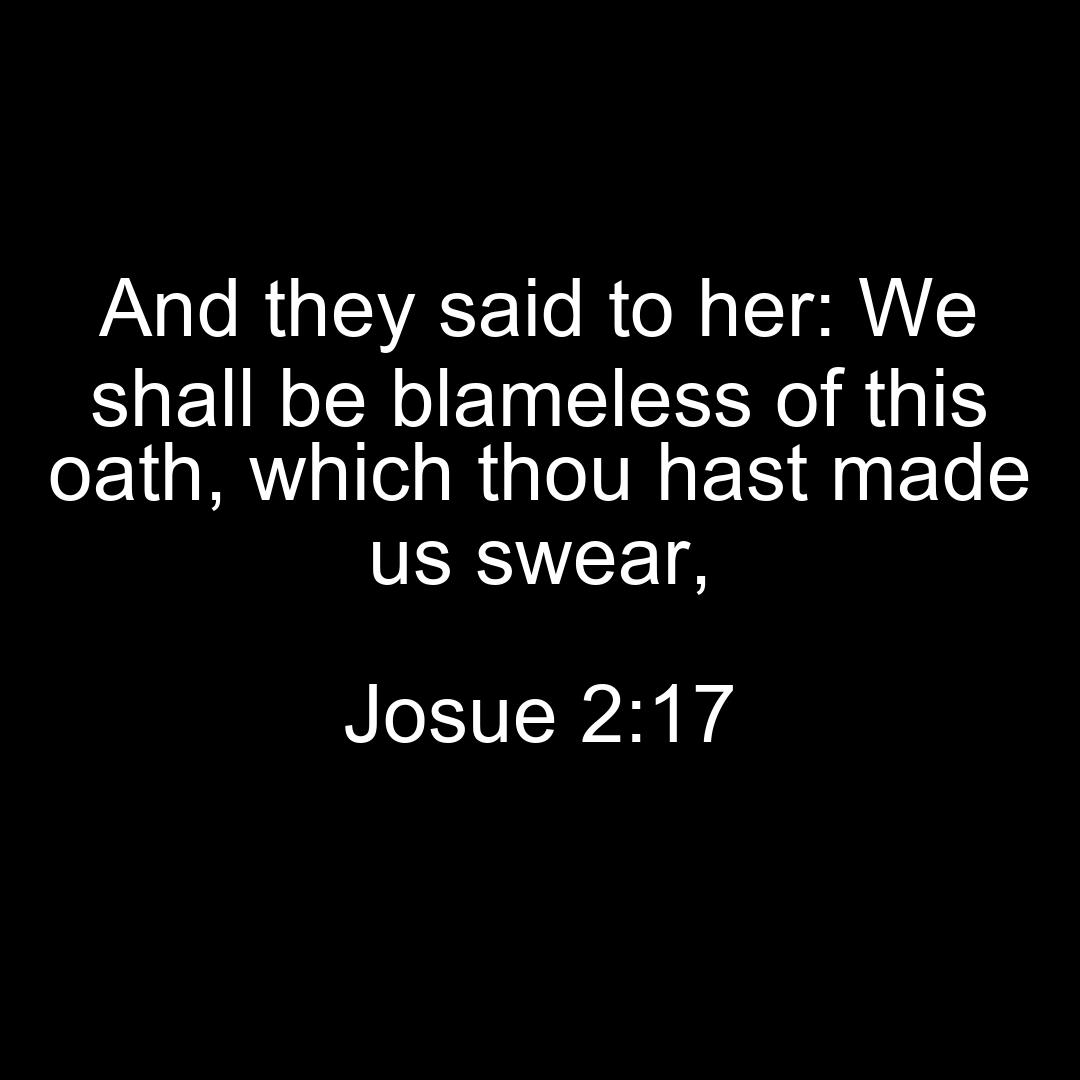 And they said to her: We
shall be blameless of this
oath, which thou hast made
us swear,
Josue 2:17